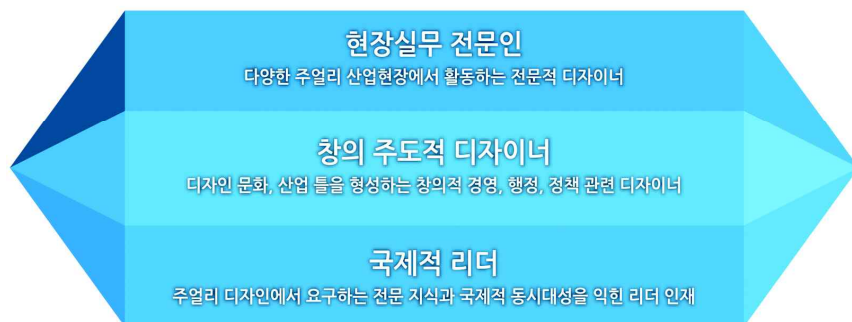 현장실무 전문인
다양한 주얼리 산업현장에서 활동하는 전문적 디자이너
창의 주도적 디자이너
디자인 문화, 산업 틀을 형성하는 창의적 경영, 행정, 정책 관련 디자이너
국제적 리더
주얼리 디자인에서 요구하는 전문 지식과 국제적 동시대성을 익힌 리더 인재